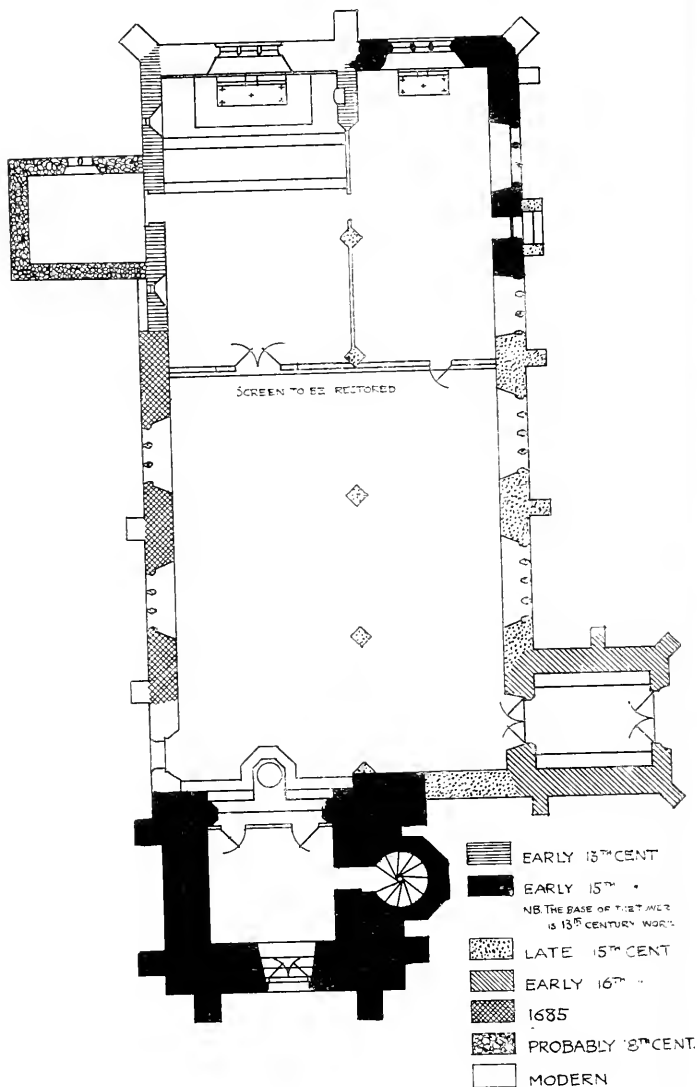 SCREEN TO BE RESTORED
EARLY 13TH CENT
EARLY 15TH "
NB. THE BASE OF THE TOWER
IS 13TH CENTURY WORK
LATE 15TH CENT
EARLY 16TH "
1685
PROBABLY 18TH CENT.
MODERN